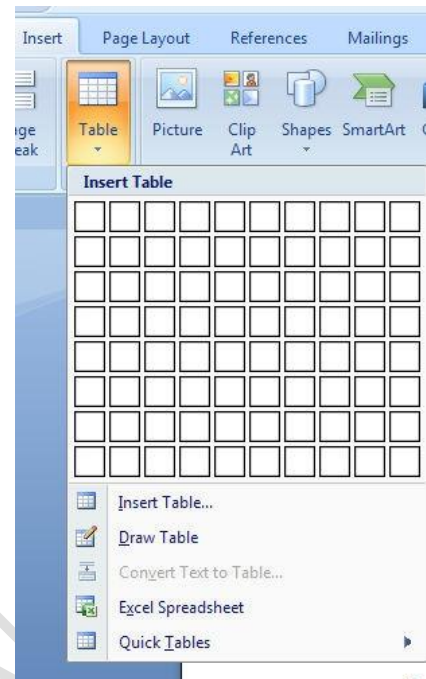 Insert Page Layout References Mailings
Table Picture Clip Art Shapes SmartArt
Insert Table
Insert Table...
Draw Table
Convert Text to Table...
Excel Spreadsheet
Quick Tables